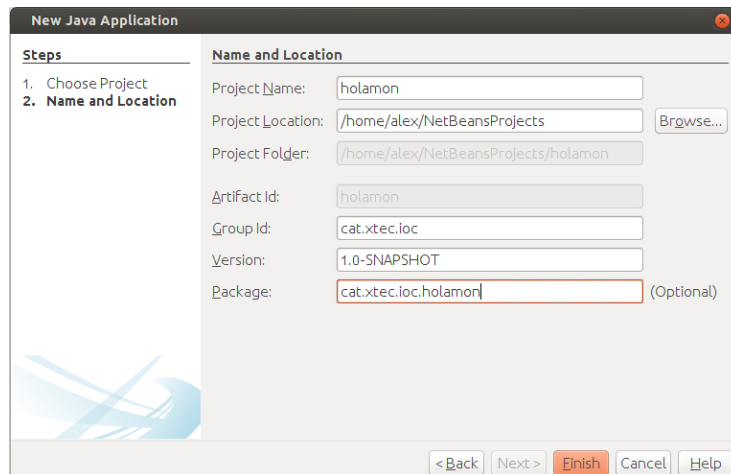 New Java Application
Steps
1. Choose Project
2. Name and Location
Name and Location
Project Name: holamon
Project Location: /home/alex/NetBeansProjects Browse...
Project Folder: /home/alex/NetBeansProjects/holamon
Artifact Id: holamon
Group Id: cat.xtec.ioc
Version: 1.0-SNAPSHOT
Package: cat.xtec.ioc.holamon (Optional)
< Back Next > Finish Cancel Help